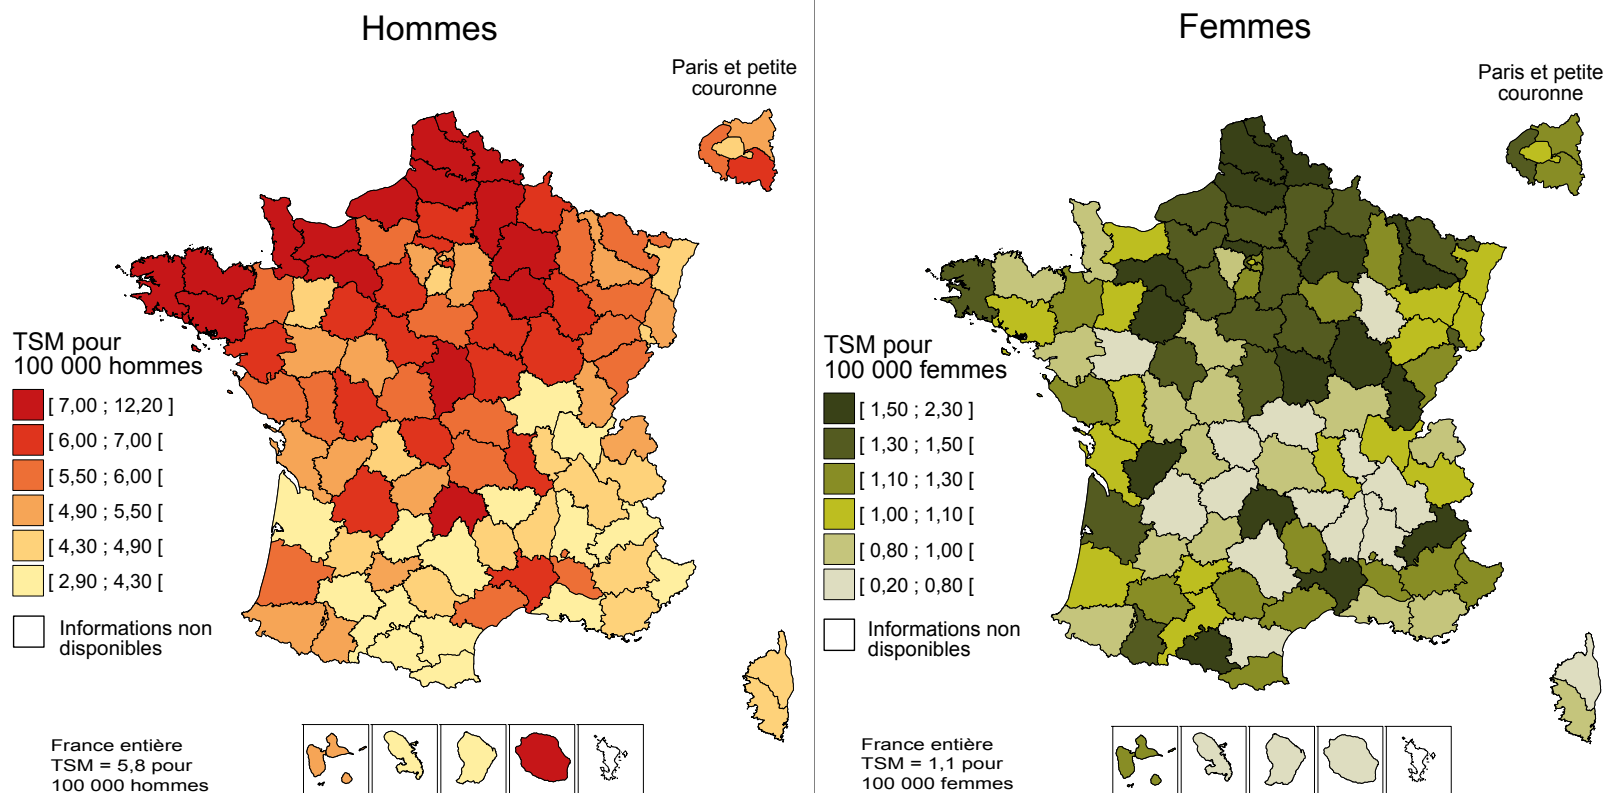 Hommes
Paris et petite
couronne
TSM pour
100 000 hommes
[ 7,00 ; 12,20 ]
[ 6,00 ; 7,00 [
[ 5,50 ; 6,00 [
[ 4,90 ; 5,50 [
[ 4,30 ; 4,90 [
[ 2,90 ; 4,30 [
Informations non
disponibles
France entière
TSM = 5,8 pour
100 000 hommes
Femmes
Paris et petite
couronne
TSM pour
100 000 femmes
[ 1,50 ; 2,30 ]
[ 1,30 ; 1,50 [
[ 1,10 ; 1,30 [
[ 1,00 ; 1,10 [
[ 0,80 ; 1,00 [
[ 0,20 ; 0,80 [
Informations non
disponibles
France entière
TSM = 1,1 pour
100 000 femmes